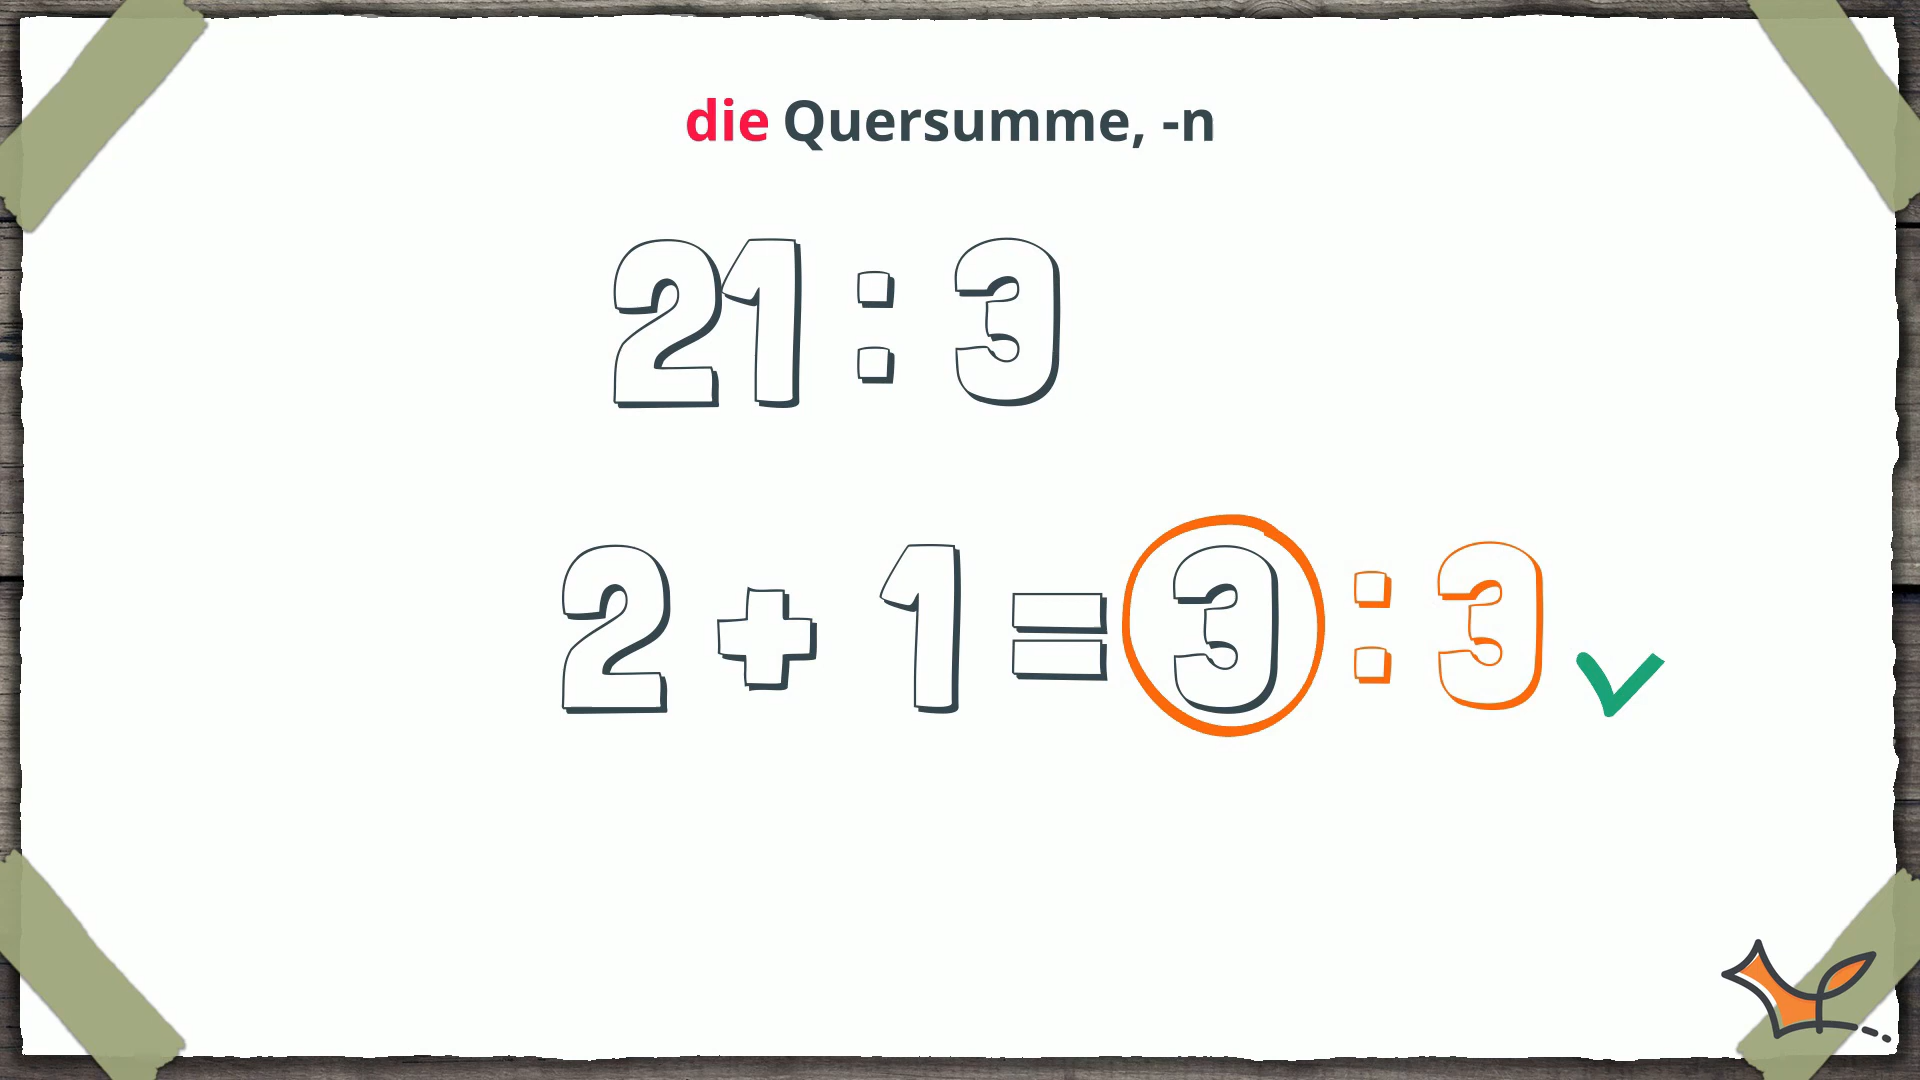 die Quersumme, -n
21 : 3
2 + 1 = 3 : 3